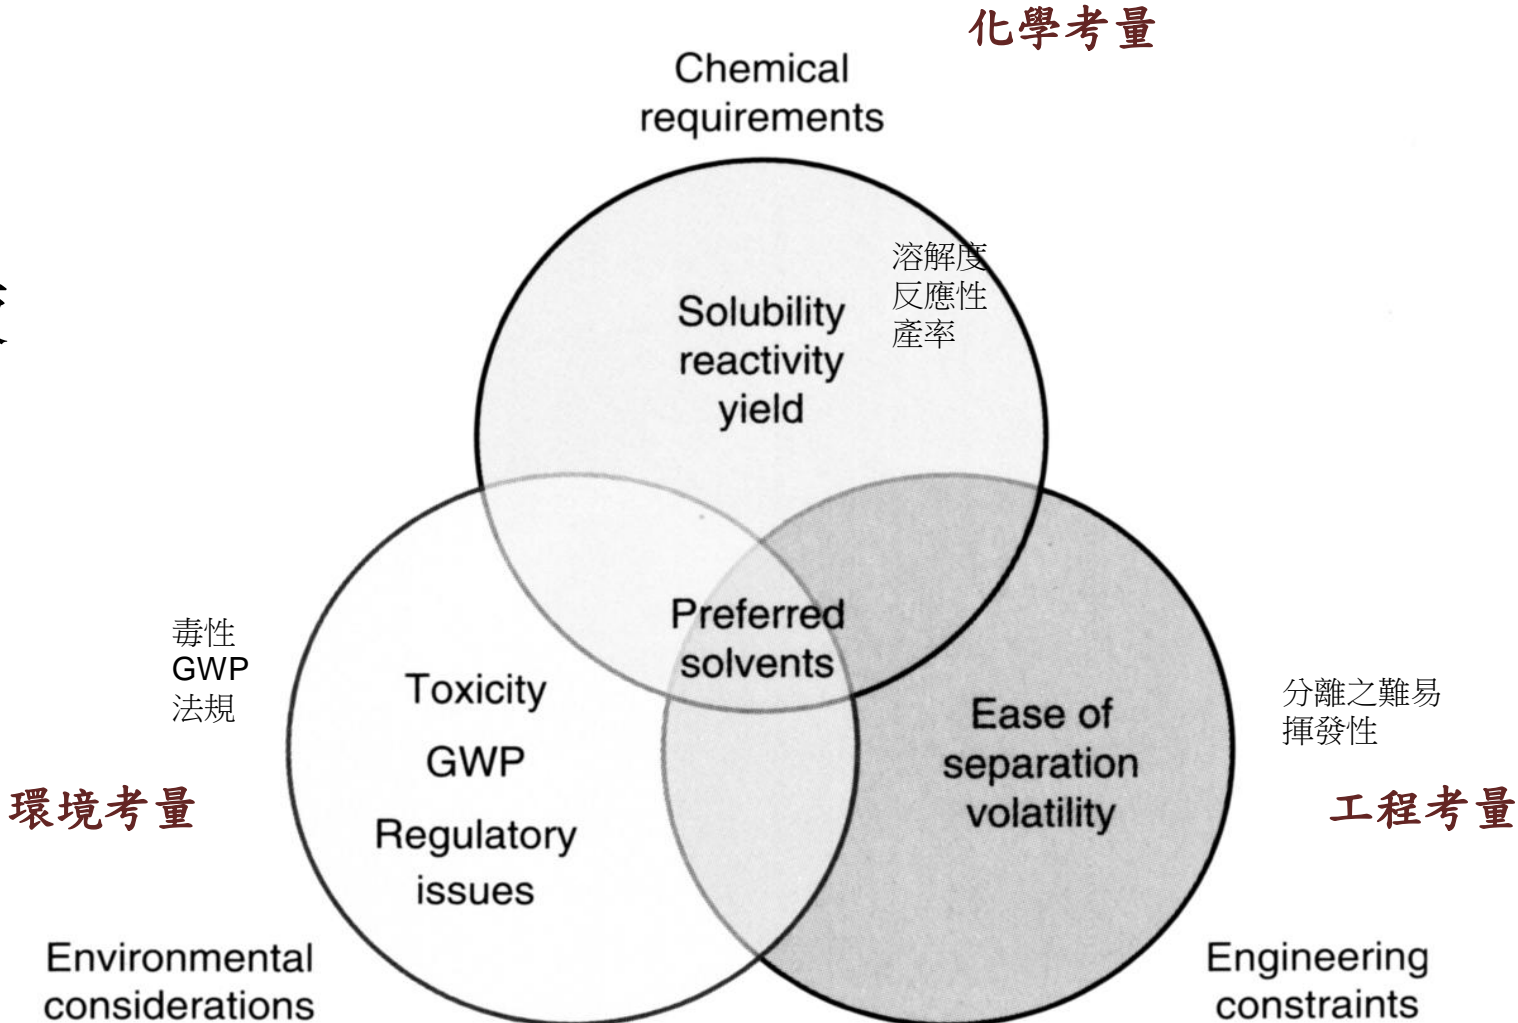 化學考量
Chemical
requirements
溶解度
反應性
產率
Solubility
reactivity
yield
Preferred
solvents
毒性
GWP
法規
Toxicity
GWP
Regulatory
issues
Ease of
separation
volatility
分離之難易
揮發性
環境考量
工程考量
Environmental
considerations
Engineering
constraints